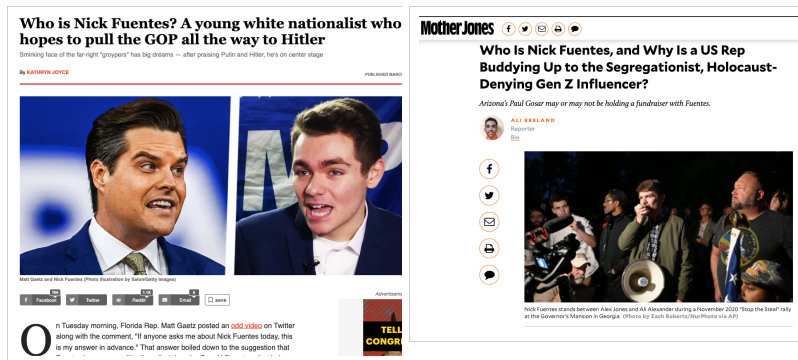 Who is Nick Fuentes? A young white nationalist who
hopes to pull the GOP all the way to Hitler
Smirking face of the far-right "groypers" has big dreams — after praising Putin and Hitler, he's on center stage
By KATHRYN JOYCE
PUBLISHED MARC
Matt Gaetz and Nick Fuentes (Photo illustration by Salon/Getty Images)
Facebook
Twitter
Reddit
1.1K
Email
SAVE
Advertiseme
On Tuesday morning, Florida Rep. Matt Gaetz posted an odd video on Twitter
along with the comment, "If anyone asks me about Nick Fuentes today, this
is my answer in advance." That answer boiled down to the suggestion that
TELL
CONGR
Mother Jones
Who Is Nick Fuentes, and Why Is a US Rep
Buddying Up to the Segregationist, Holocaust-
Denying Gen Z Influencer?
Arizona's Paul Gosar may or may not be holding a fundraiser with Fuentes.
ALI BRELAND
Reporter
Bio
Nick Fuentes stands between Alex Jones and Ali Alexander during a November 2020 "Stop the Steal" rally
at the Governor's Mansion in Georgia. (Photo by Zach Roberts/NurPhoto via AP)